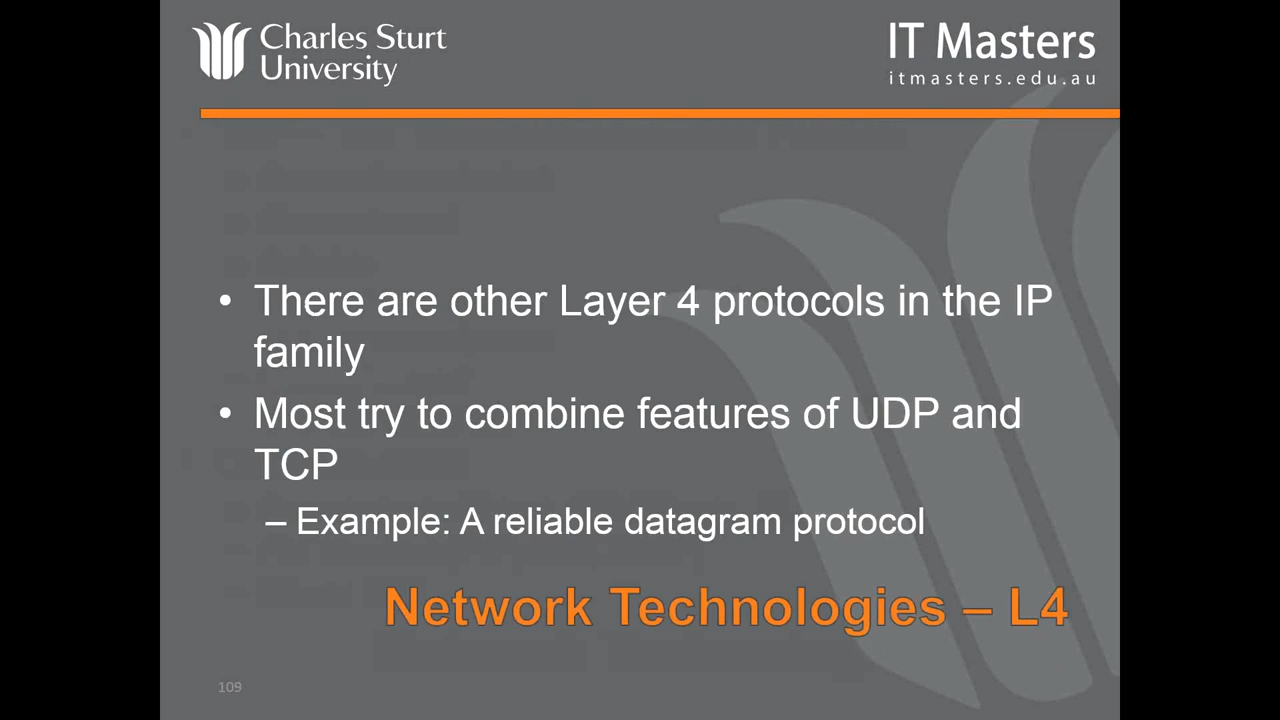 Charles Sturt
University
IT Masters
itmasters.edu.au
• There are other Layer 4 protocols in the IP
family
• Most try to combine features of UDP and
TCP
– Example: A reliable datagram protocol
Network Technologies – L4
109